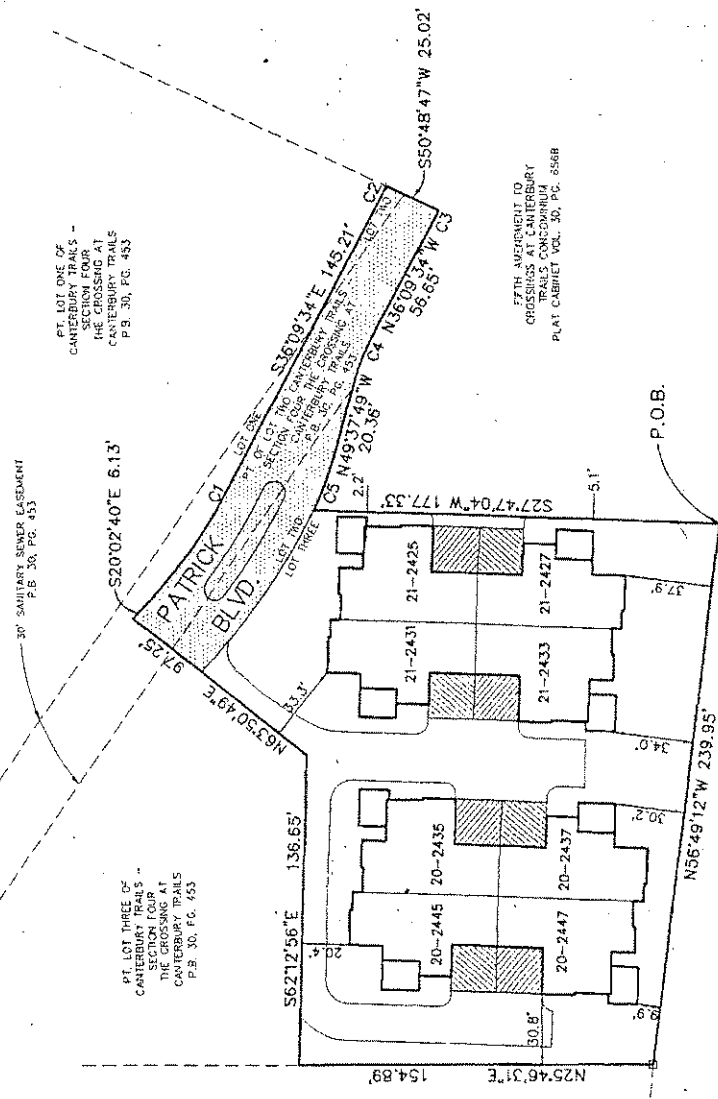 30' SANITARY SEWER EASEMENT
P.B. 30, PG. 453
S20°02'40"E 6.13'
PT. LOT ONE OF
CANTERBURY TRAILS -
SECTION FOUR
THE CROSSING AT
CANTERBURY TRAILS
P.B. 30, PG. 453
PT. LOT THREE OF
CANTERBURY TRAILS -
SECTION FOUR
THE CROSSING AT
CANTERBURY TRAILS
P.B. 30, PG. 453
PATRICK
BLVD.
C1
LOT ONE
S36°09'34"E 145.21'
C2
LOT TWO
PT. OF LOT TWO CANTERBURY TRAILS
SECTION FOUR THE CROSSING AT
CANTERBURY TRAILS
P.B. 30, PG. 453
S50°48'47"W 25.02'
C3
N36°09'34"W
56.65'
C4
N49°37'49"W
20.36'
C5
LOT TWO
LOT THREE
97.25'
N63°50'49"E
33.3'
2.2'
S27°47'04"W 177.33'
5.1'
FIFTH AMENDMENT TO
CROSSINGS AT CANTERBURY
TRAILS CONDOMINIUM
PLAT CABINET VOL. 30, PG. 656B
P.O.B.
S62°12'56"E
136.65'
20.4'
21-2431
21-2425
21-2433
21-2427
20-2445
20-2435
20-2447
20-2437
37.9'
34.0'
30.2'
9.9'
30.8'
N56°49'12"W 239.95'
154.89'
N25°46'31"E